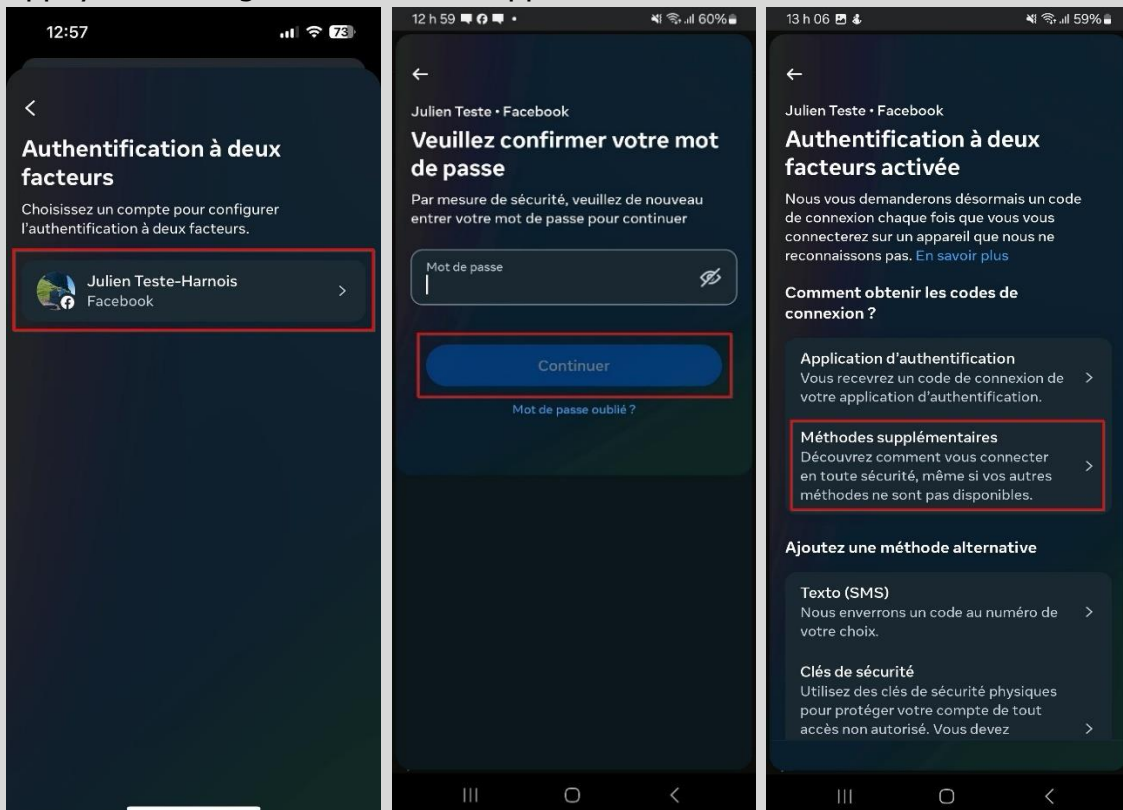 12:57
73
Authentification à deux
facteurs
Choisissez un compte pour configurer
l'authentification à deux facteurs.
Julien Teste-Harnois
Facebook
12 h 59
60%
Julien Teste • Facebook
Veuillez confirmer votre mot
de passe
Par mesure de sécurité, veuillez de nouveau
entrer votre mot de passe pour continuer
Mot de passe
Continuer
Mot de passe oublié ?
13 h 06
59%
Julien Teste • Facebook
Authentification à deux
facteurs activée
Nous vous demanderons désormais un code
de connexion chaque fois que vous vous
connecterez sur un appareil que nous ne
reconnaissons pas. En savoir plus
Comment obtenir les codes de
connexion ?
Application d'authentification
Vous recevrez un code de connexion de
votre application d'authentification.
Méthodes supplémentaires
Découvrez comment vous connecter
en toute sécurité, même si vos autres
méthodes ne sont pas disponibles.
Ajoutez une méthode alternative
Texto (SMS)
Nous enverrons un code au numéro de
votre choix.
Clés de sécurité
Utilisez des clés de sécurité physiques
pour protéger votre compte de tout
accès non autorisé. Vous devez